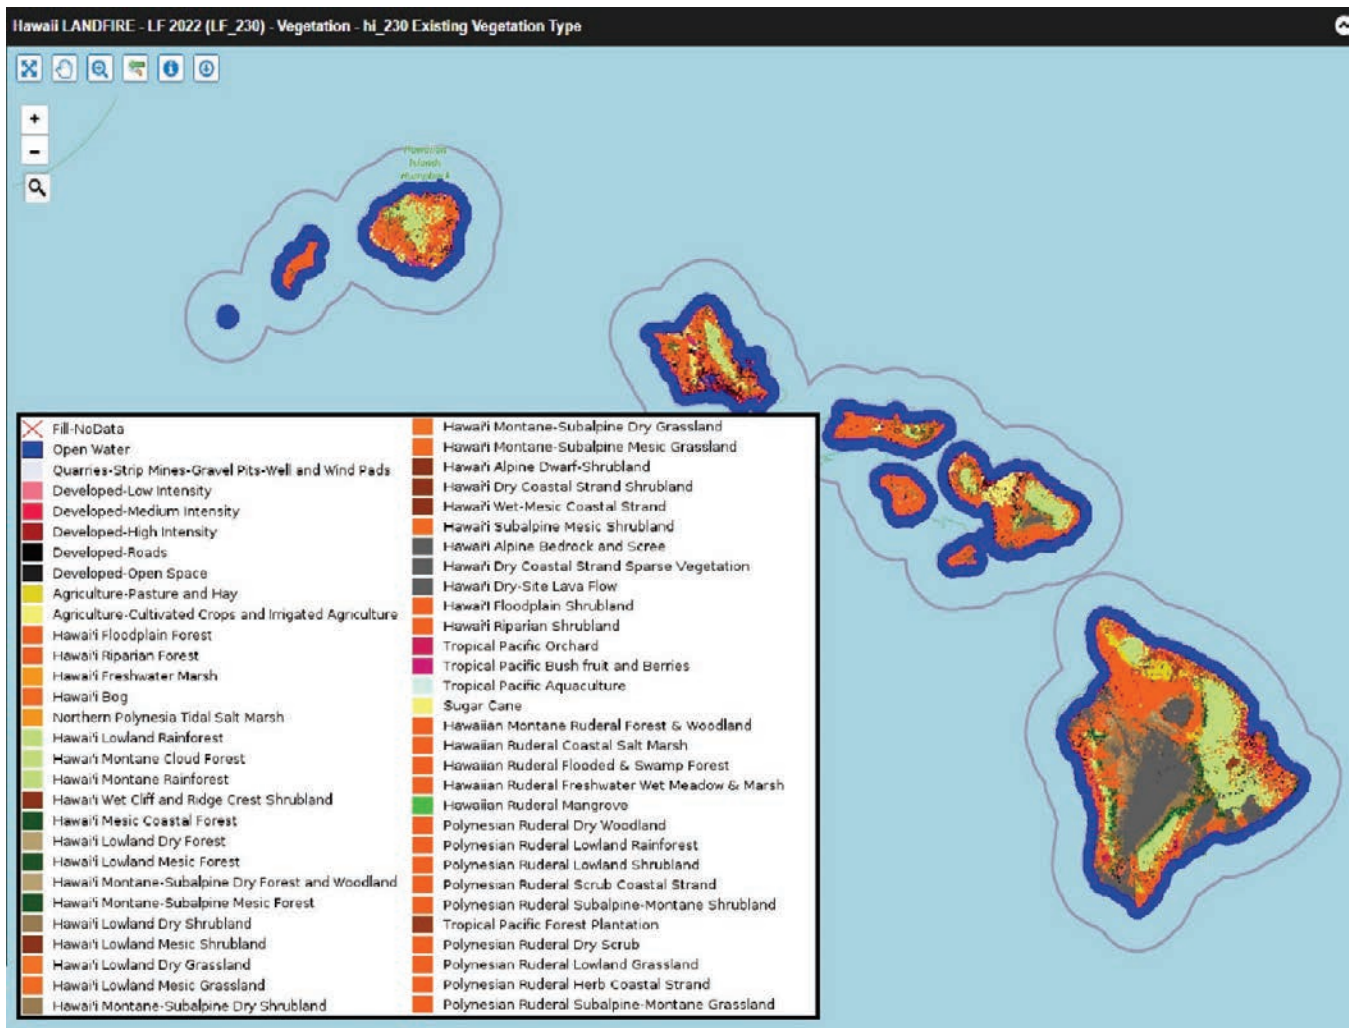 Hawaii LANDFIRE - LF 2022 (LF_230) - Vegetation - hi_230 Existing Vegetation Type
+
-
Hawaiian
Islands
Humpback
Fill-NoData
Open Water
Quarries-Strip Mines-Gravel Pits-Well and Wind Pads
Developed-Low Intensity
Developed-Medium Intensity
Developed-High Intensity
Developed-Roads
Developed-Open Space
Agriculture-Pasture and Hay
Agriculture-Cultivated Crops and Irrigated Agriculture
Hawai'i Floodplain Forest
Hawai'i Riparian Forest
Hawai'i Freshwater Marsh
Hawai'i Bog
Northern Polynesia Tidal Salt Marsh
Hawai'i Lowland Rainforest
Hawai'i Montane Cloud Forest
Hawai'i Montane Rainforest
Hawai'i Wet Cliff and Ridge Crest Shrubland
Hawai'i Mesic Coastal Forest
Hawai'i Lowland Dry Forest
Hawai'i Lowland Mesic Forest
Hawai'i Montane-Subalpine Dry Forest and Woodland
Hawai'i Montane-Subalpine Mesic Forest
Hawai'i Lowland Dry Shrubland
Hawai'i Lowland Mesic Shrubland
Hawai'i Lowland Dry Grassland
Hawai'i Lowland Mesic Grassland
Hawai'i Montane-Subalpine Dry Shrubland
Hawai'i Montane-Subalpine Dry Grassland
Hawai'i Montane-Subalpine Mesic Grassland
Hawai'i Alpine Dwarf-Shrubland
Hawai'i Dry Coastal Strand Shrubland
Hawai'i Wet-Mesic Coastal Strand
Hawai'i Subalpine Mesic Shrubland
Hawai'i Alpine Bedrock and Scree
Hawai'i Dry Coastal Strand Sparse Vegetation
Hawai'i Dry-Site Lava Flow
Hawai'i Floodplain Shrubland
Hawai'i Riparian Shrubland
Tropical Pacific Orchard
Tropical Pacific Bush fruit and Berries
Tropical Pacific Aquaculture
Sugar Cane
Hawaiian Montane Ruderal Forest & Woodland
Hawaiian Ruderal Coastal Salt Marsh
Hawaiian Ruderal Flooded & Swamp Forest
Hawaiian Ruderal Freshwater Wet Meadow & Marsh
Hawaiian Ruderal Mangrove
Polynesian Ruderal Dry Woodland
Polynesian Ruderal Lowland Rainforest
Polynesian Ruderal Lowland Shrubland
Polynesian Ruderal Scrub Coastal Strand
Polynesian Ruderal Subalpine-Montane Shrubland
Tropical Pacific Forest Plantation
Polynesian Ruderal Dry Scrub
Polynesian Ruderal Lowland Grassland
Polynesian Ruderal Herb Coastal Strand
Polynesian Ruderal Subalpine-Montane Grassland